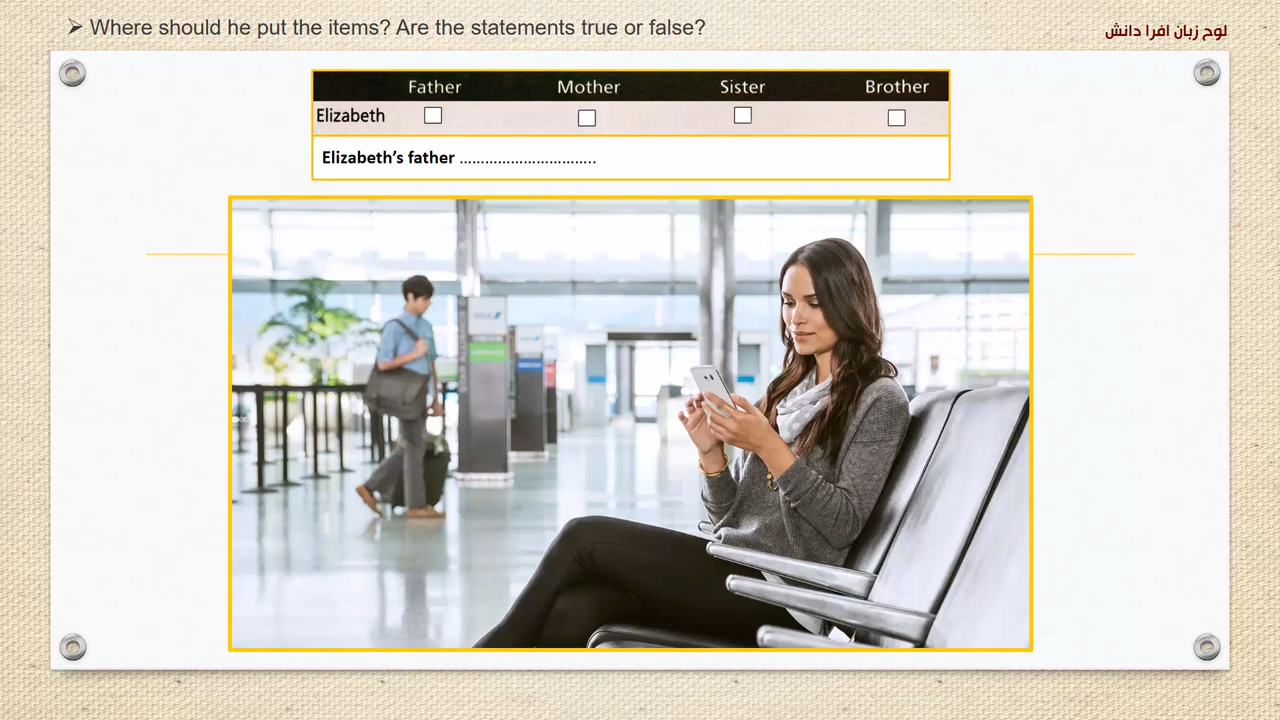 ➢ Where should he put the items? Are the statements true or false?
لوح زبان افرا دانش
Father Mother Sister Brother
Elizabeth
Elizabeth’s father …………………………..